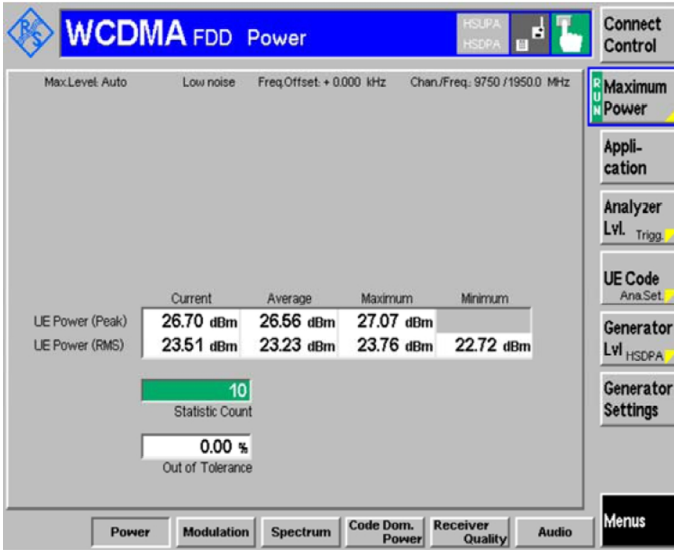 R&S
WCDMA FDD Power
HSUPA
HSDPA
Connect
Control
Max.Level: Auto Low noise Freq.Offset: + 0.000 kHz Chan./Freq.: 9750 / 1950.0 MHz
RUN
Maximum
Power
Appli-
cation
Analyzer
Lvl. Trigg.
UE Code
Ana.Set.
Generator
Lvl HSDPA
Generator
Settings
Current Average Maximum Minimum
UE Power (Peak) 26.70 dBm 26.56 dBm 27.07 dBm
UE Power (RMS) 23.51 dBm 23.23 dBm 23.76 dBm 22.72 dBm
10
Statistic Count
0.00 %
Out of Tolerance
Power Modulation Spectrum Code Dom. Power Receiver Quality Audio
Menus